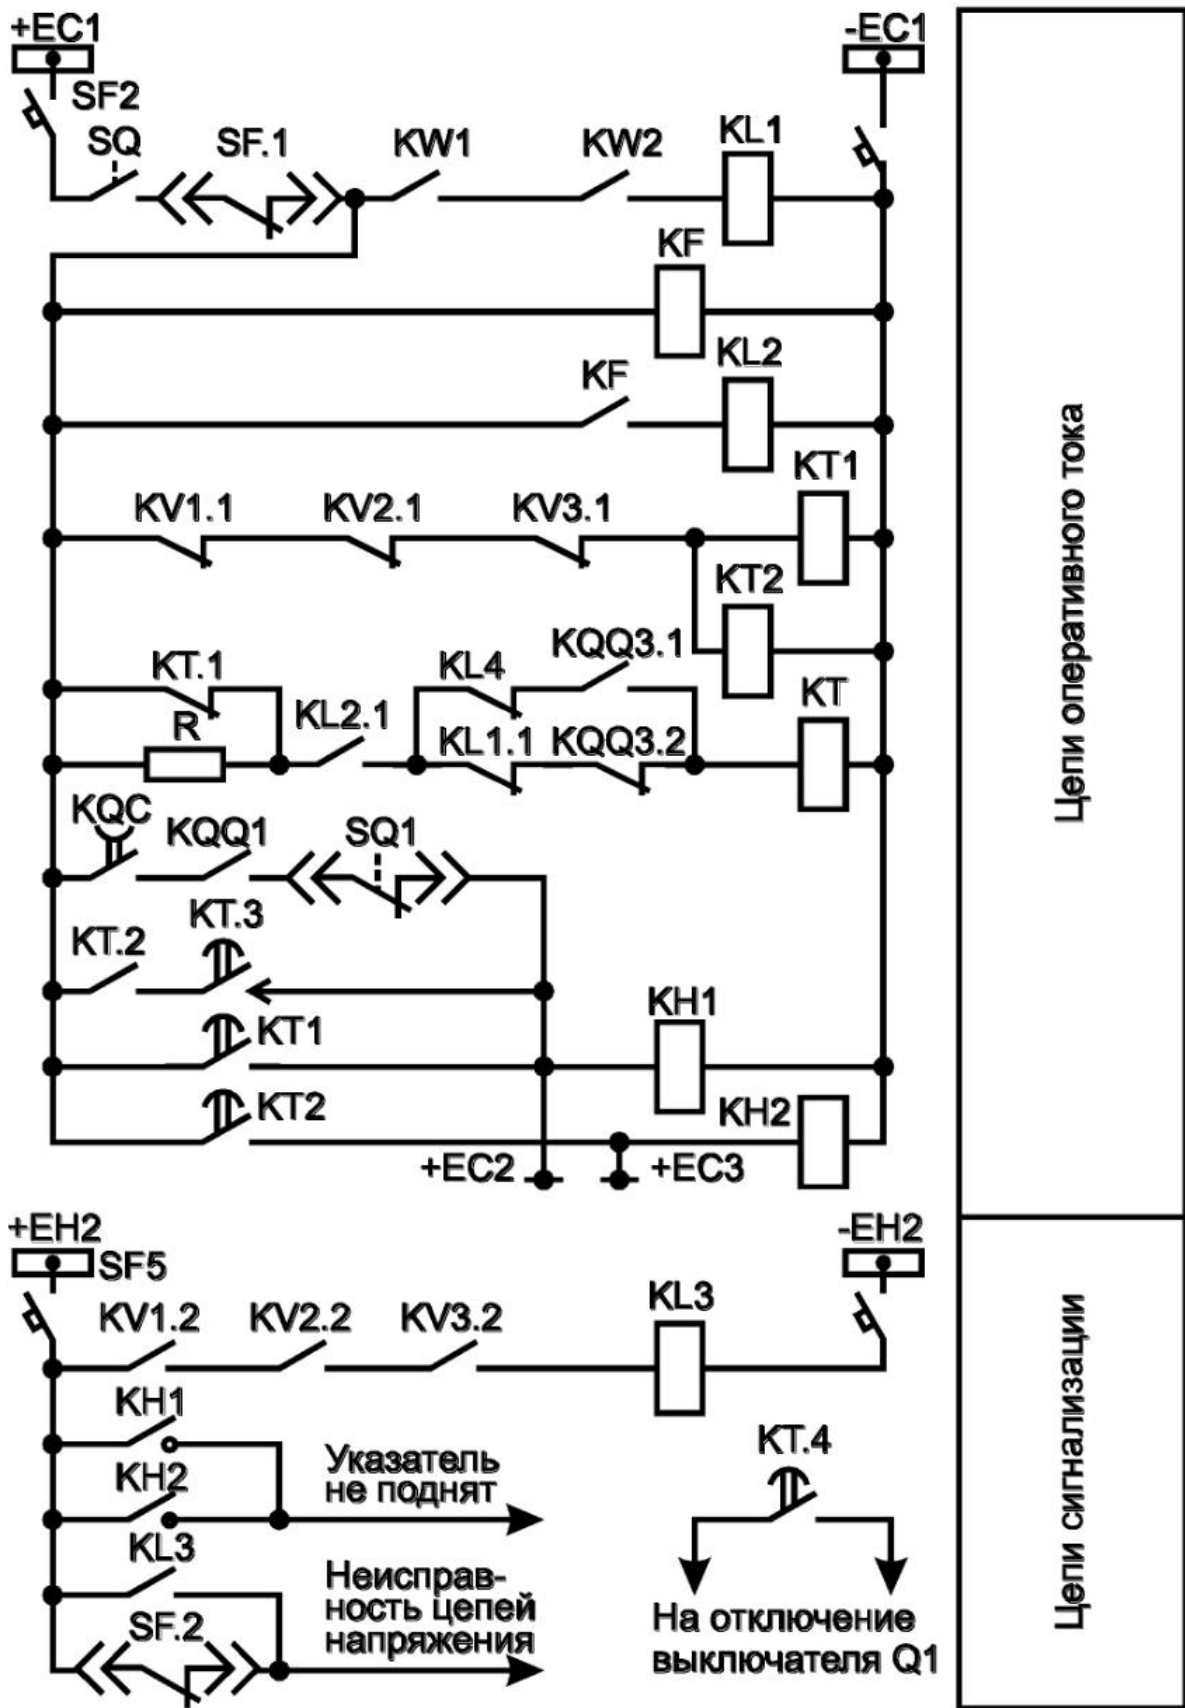 +EC1
-EC1
SF2
SQ
SF.1
KW1
KW2
KL1
KF
KF
KL2
KV1.1
KV2.1
KV3.1
KT1
KT2
KT.1
KL4
KQQ3.1
R
KL2.1
KL1.1
KQQ3.2
KT
KQC
KQQ1
SQ1
KT.2
KT.3
KT1
KH1
KT2
KH2
+EC2
+EC3
Цепи оперативного тока
+EH2
-EH2
SF5
KV1.2
KV2.2
KV3.2
KL3
KH1
KH2
Указатель
не поднят
KL3
SF.2
Неисправ-
ность цепей
напряжения
KT.4
На отключение
выключателя Q1
Цепи сигнализации